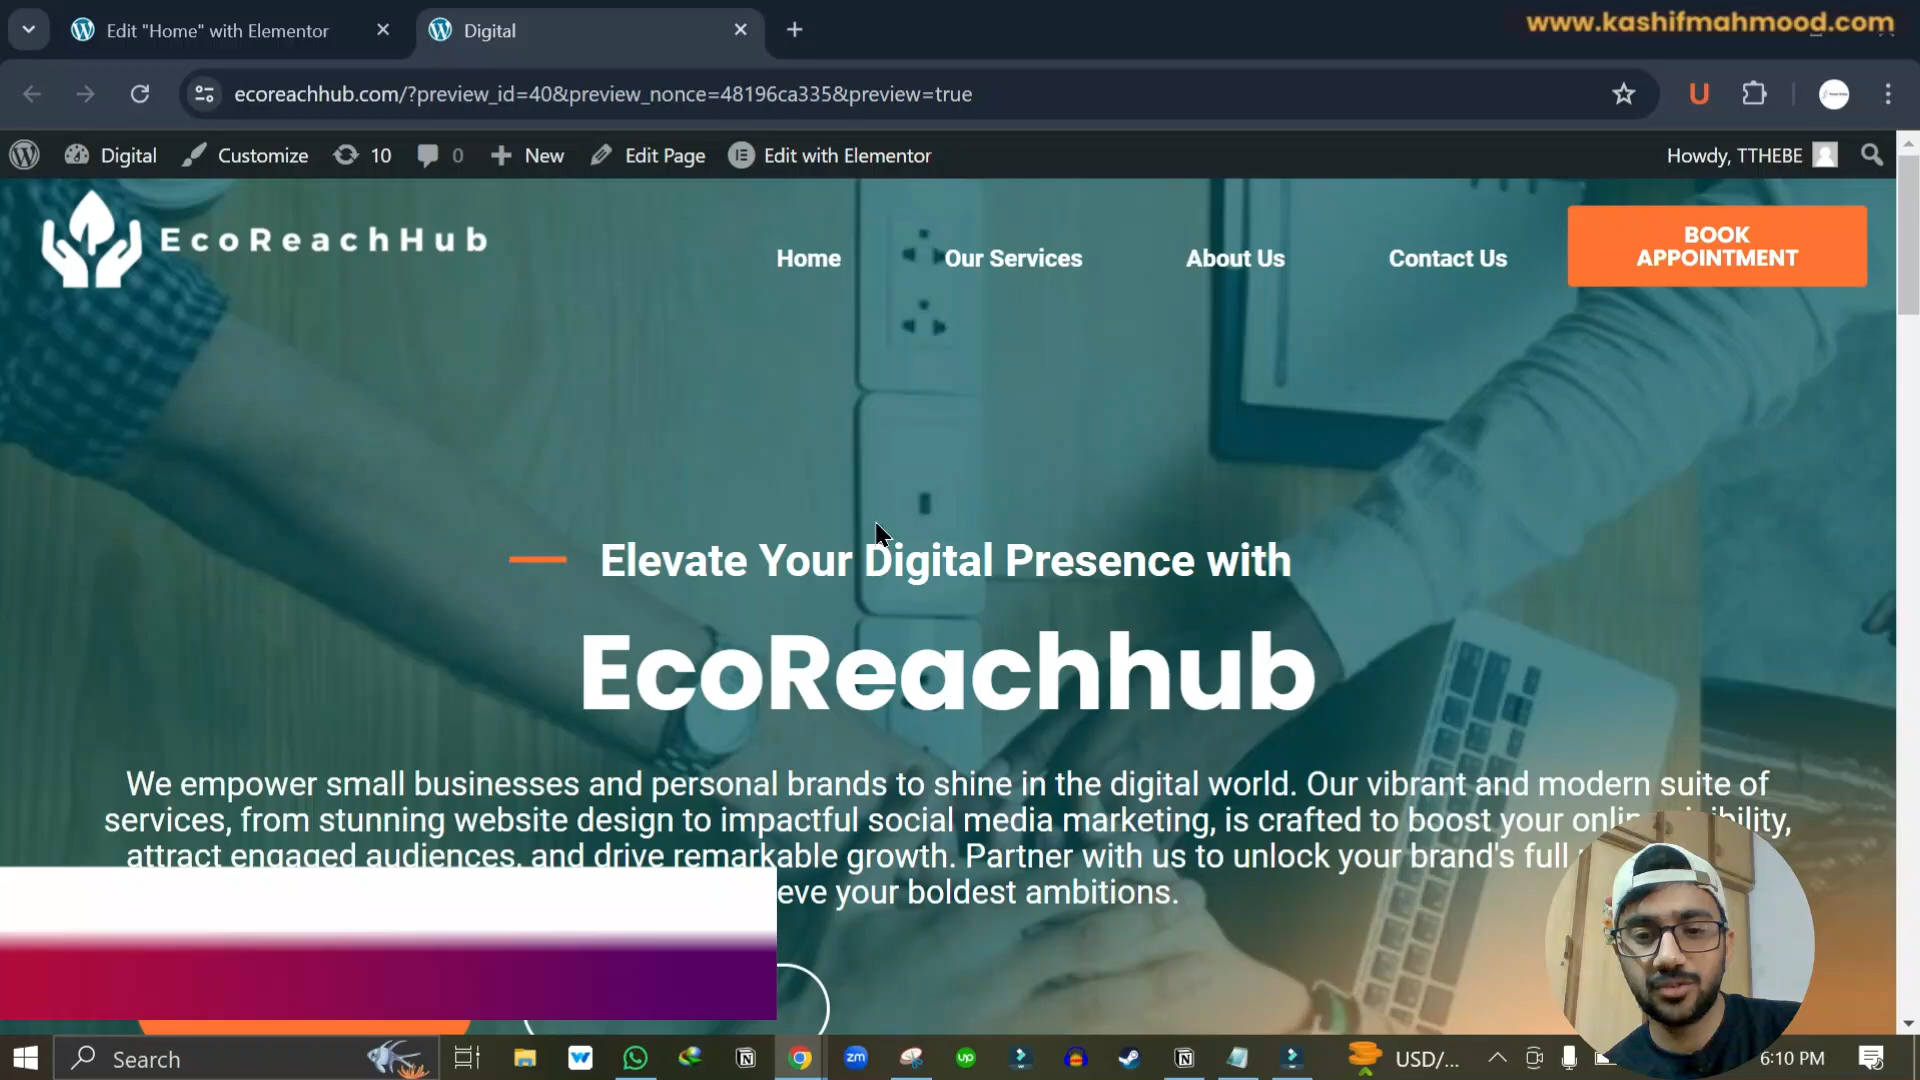 www.kashifmahmood.com
Edit "Home" with Elementor
Digital
ecoreachhub.com/?preview_id=40&preview_nonce=48196ca335&preview=true
U
Digital Customize 10 0 New Edit Page Edit with Elementor
Howdy, TTHEBE
EcoReachHub
Home Our Services About Us Contact Us
BOOK
APPOINTMENT
Elevate Your Digital Presence with
EcoReachhub
We empower small businesses and personal brands to shine in the digital world. Our vibrant and modern suite of
services, from stunning website design to impactful social media marketing, is crafted to boost your
attract engaged audiences, and drive remarkable growth. Partner with us to unlock your brand's full
your boldest ambitions.
Search
zm
up
USD/...
6:10 PM